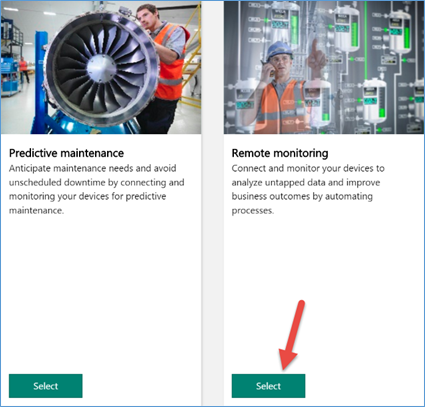 Predictive maintenance
Anticipate maintenance needs and avoid
unscheduled downtime by connecting and
monitoring your devices for predictive
maintenance.
Select
Remote monitoring
Connect and monitor your devices to
analyze untapped data and improve
business outcomes by automating
processes.
Select